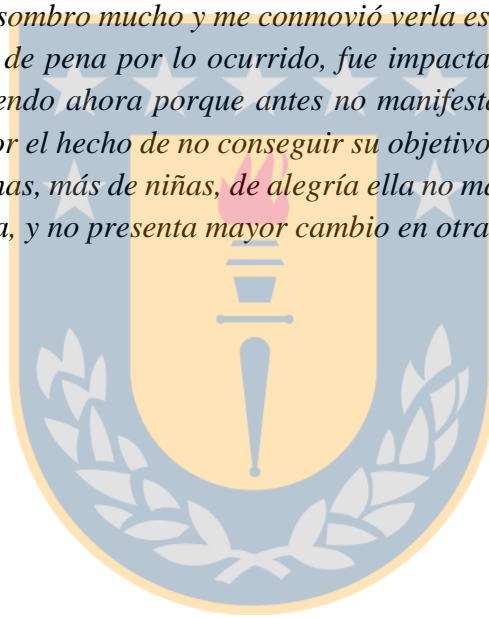 sombro mucho y me conmovió verla es
de pena por lo ocurrido, fue impacta
endo ahora porque antes no manifest
or el hecho de no conseguir su objetivo
nas, más de niñas, de alegría ella no m
a, y no presenta mayor cambio en otra